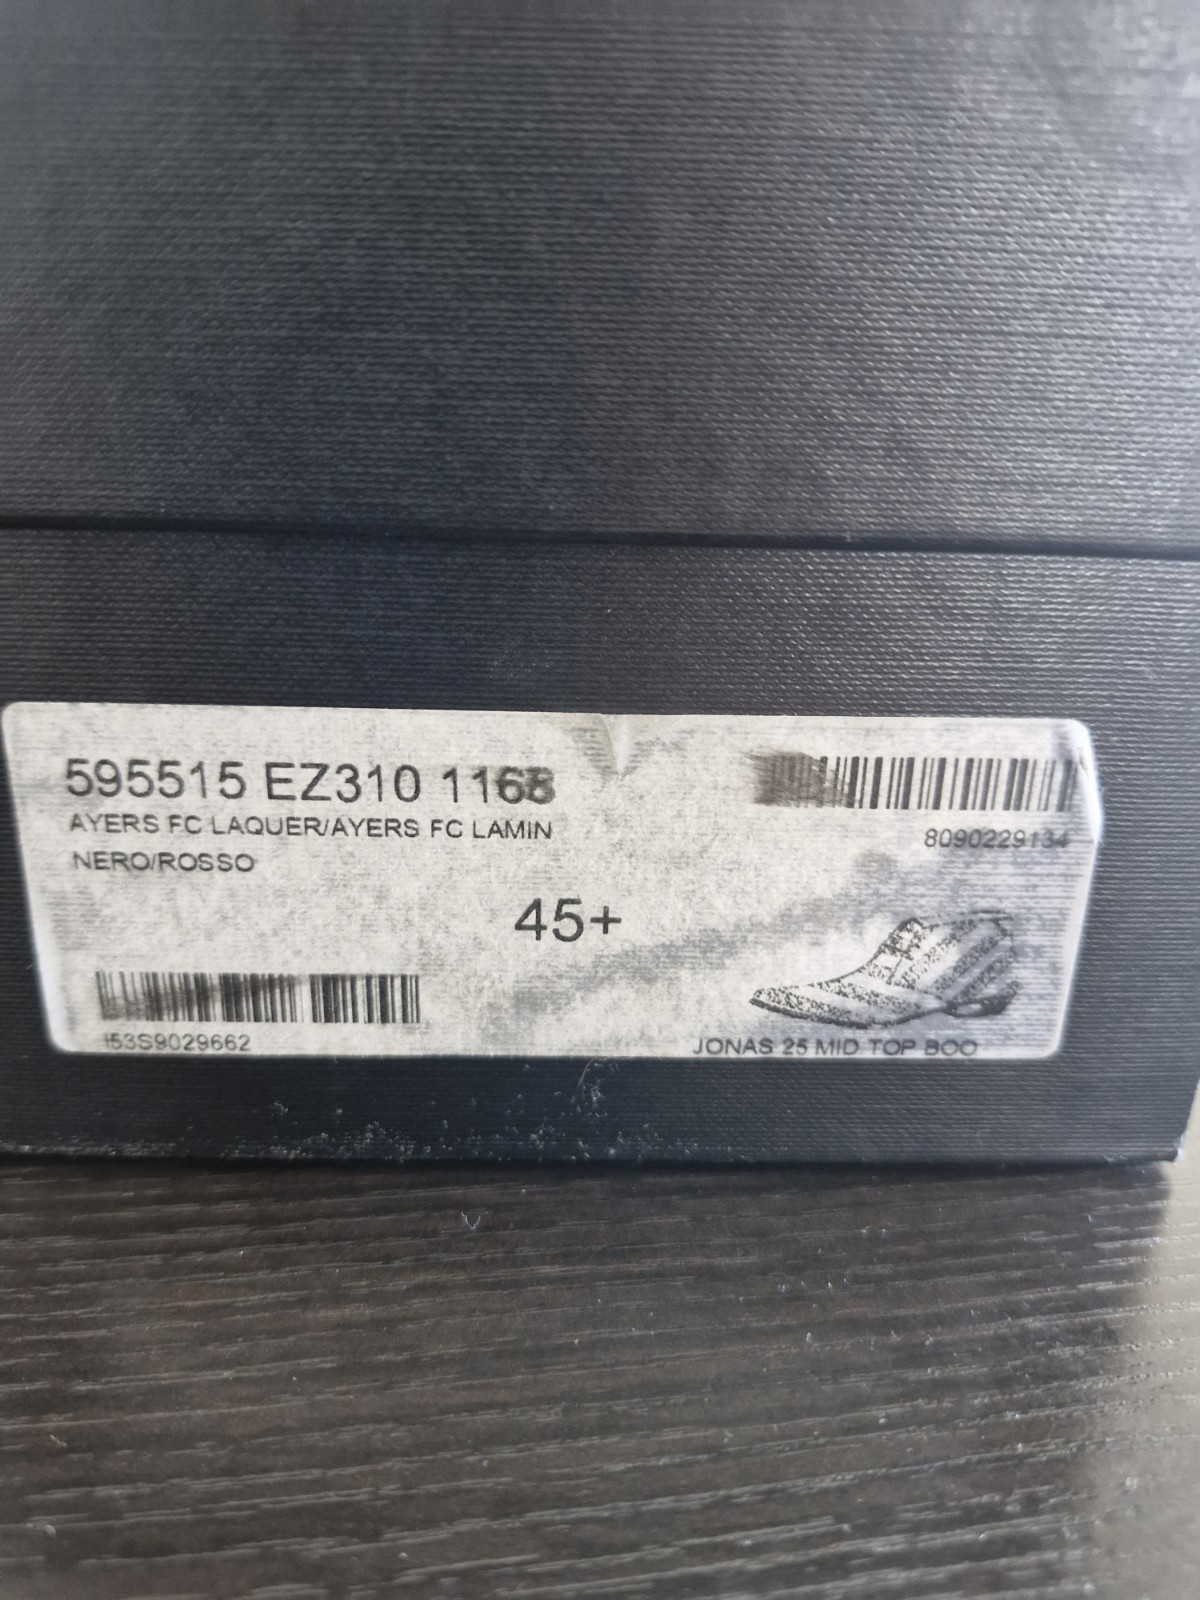 595515 EZ310 1168
AYERS FC LAQUER/AYERS FC LAMIN
NERO/ROSSO
8090229134
45+
I53S9029662
JONAS 25 MID TOP BOO